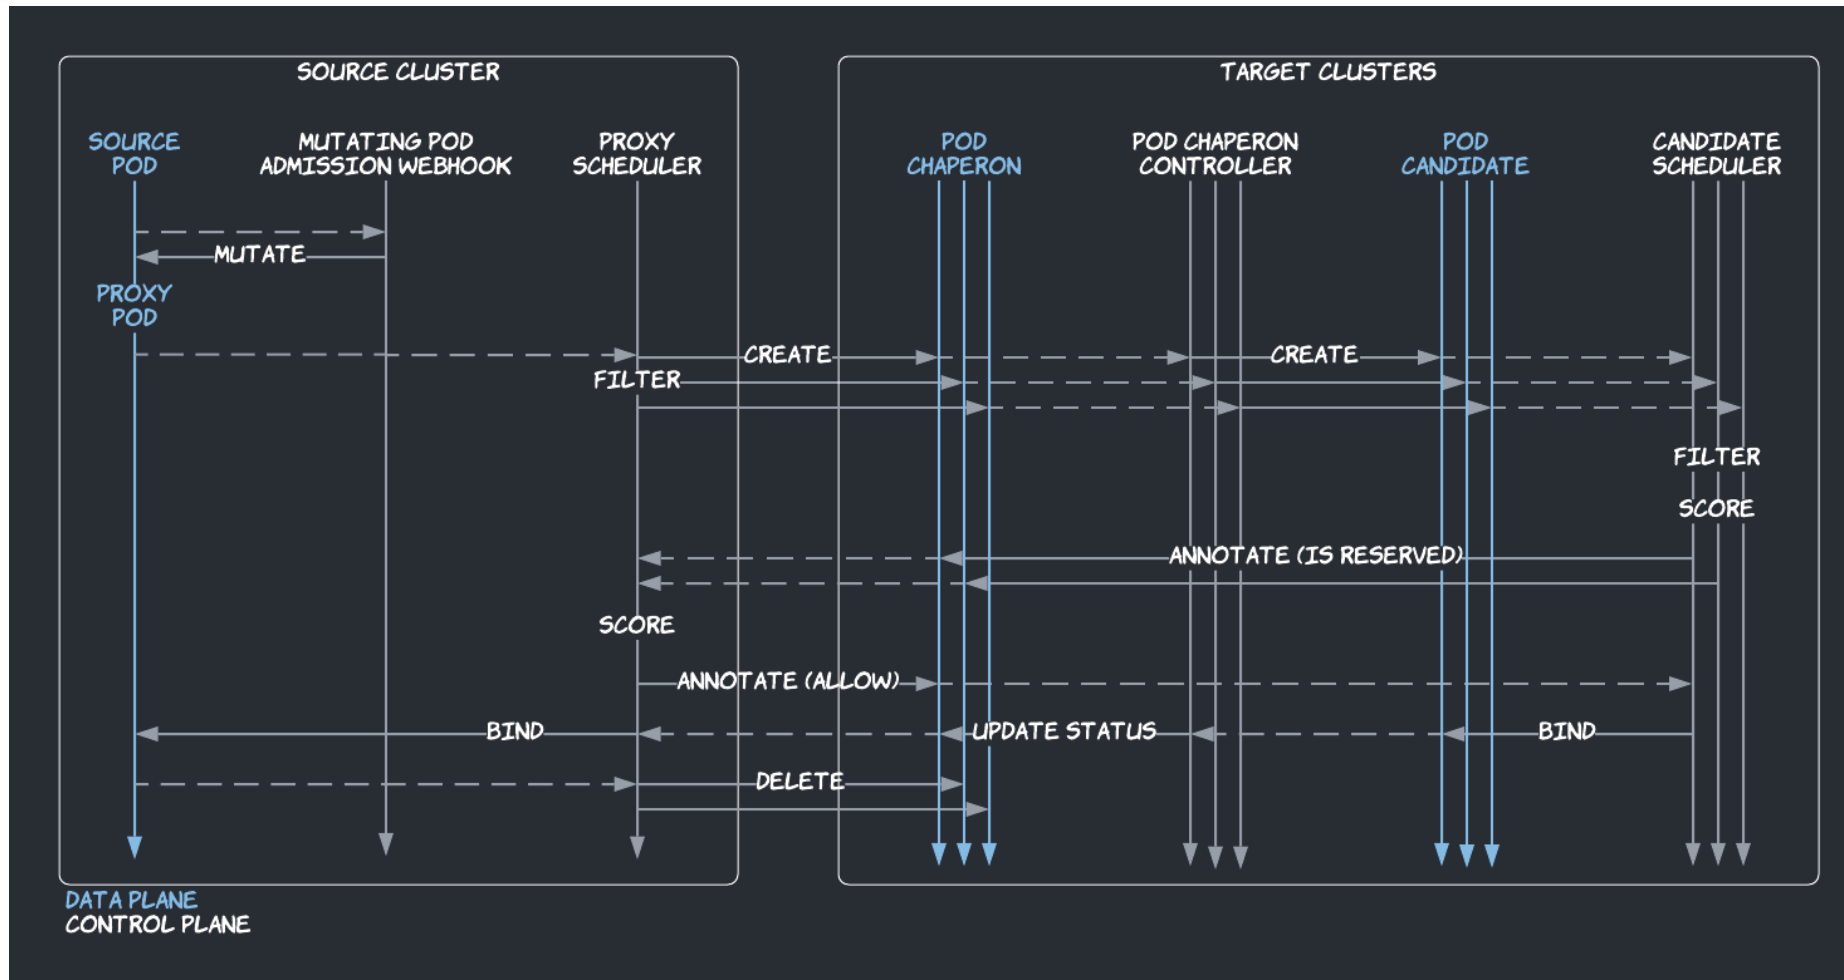 SOURCE CLUSTER
TARGET CLUSTERS
SOURCE
POD
MUTATING POD
ADMISSION WEBHOOK
PROXY
SCHEDULER
POD
CHAPERON
POD CHAPERON
CONTROLLER
POD
CANDIDATE
CANDIDATE
SCHEDULER
MUTATE
PROXY
POD
CREATE
CREATE
FILTER
FILTER
SCORE
ANNOTATE (IS RESERVED)
SCORE
ANNOTATE (ALLOW)
BIND
UPDATE STATUS
BIND
DELETE
DATA PLANE
CONTROL PLANE